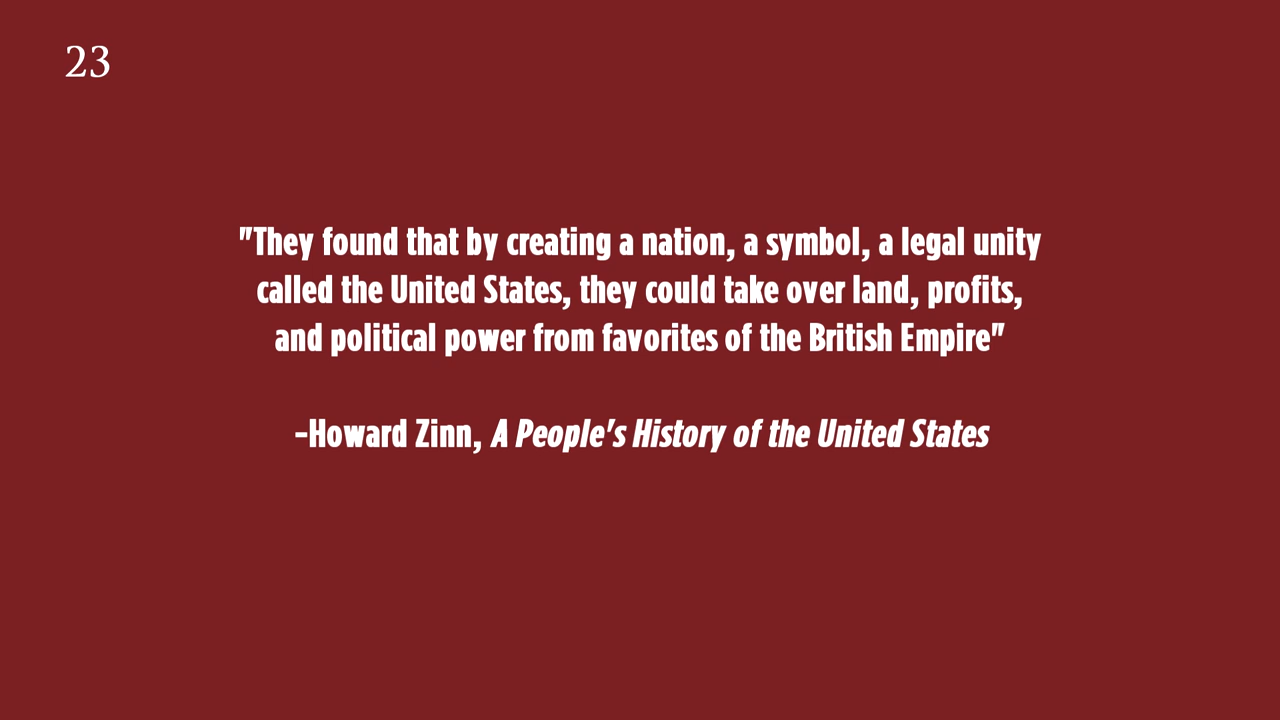 23
"They found that by creating a nation, a symbol, a legal unity
called the United States, they could take over land, profits,
and political power from favorites of the British Empire"
-Howard Zinn, A People's History of the United States